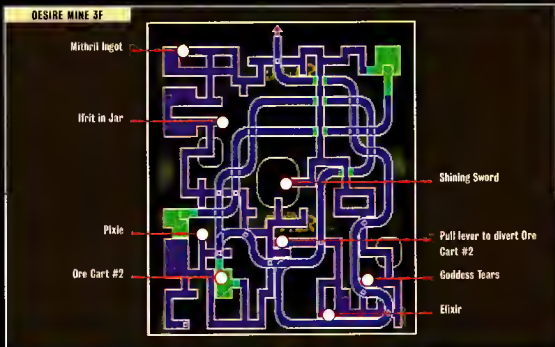 DESIRE MINE 3F
Mithril Ingot
Ifrit in Jar
Shining Sword
Pixie
Pull lever to divert Ore
Cart #2
Ore Cart #2
Goddess Tears
Elixir